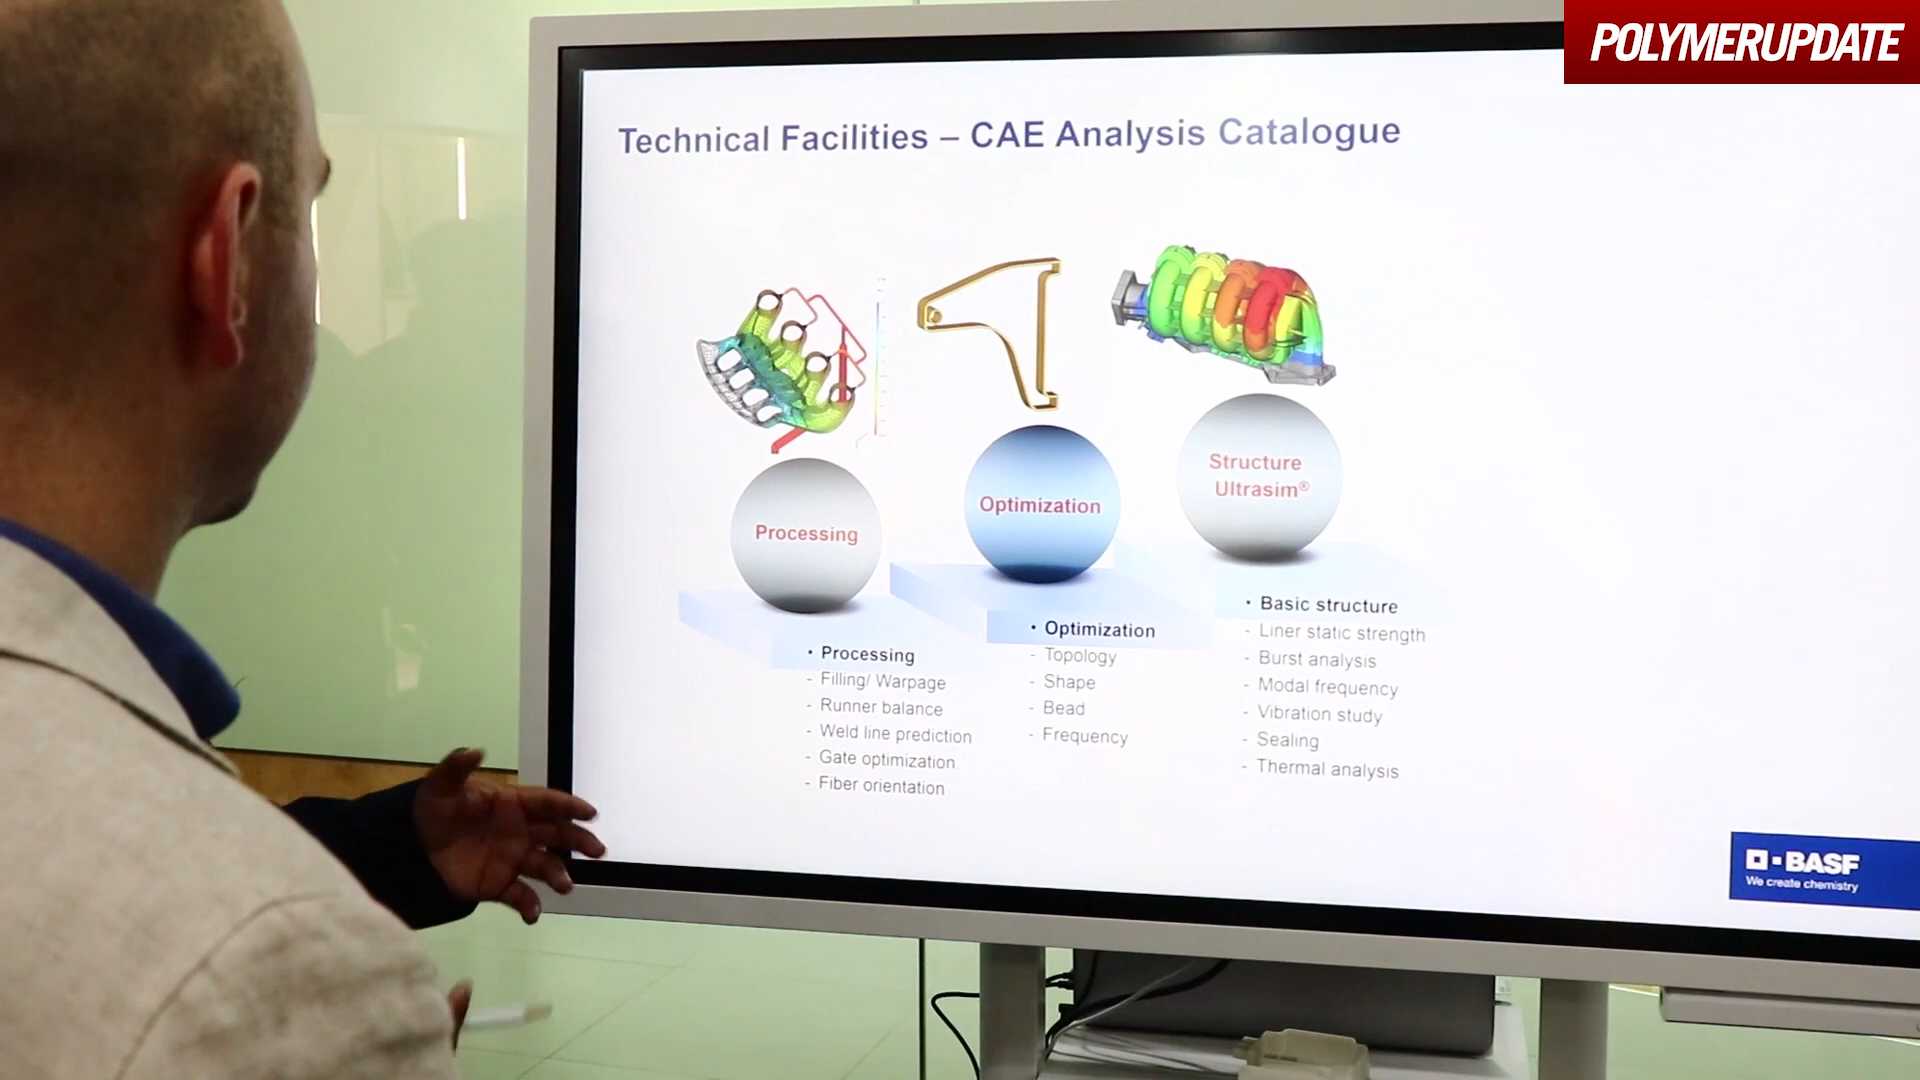 POLYMERUPDATE
Technical Facilities – CAE Analysis Catalogue
Processing
Optimization
Structure
Ultrasim®
• Processing
- Filling/ Warpage
- Runner balance
- Weld line prediction
- Gate optimization
- Fiber orientation
• Optimization
- Topology
- Shape
- Bead
- Frequency
• Basic structure
- Liner static strength
- Burst analysis
- Modal frequency
- Vibration study
- Sealing
- Thermal analysis
BASF
We create chemistry